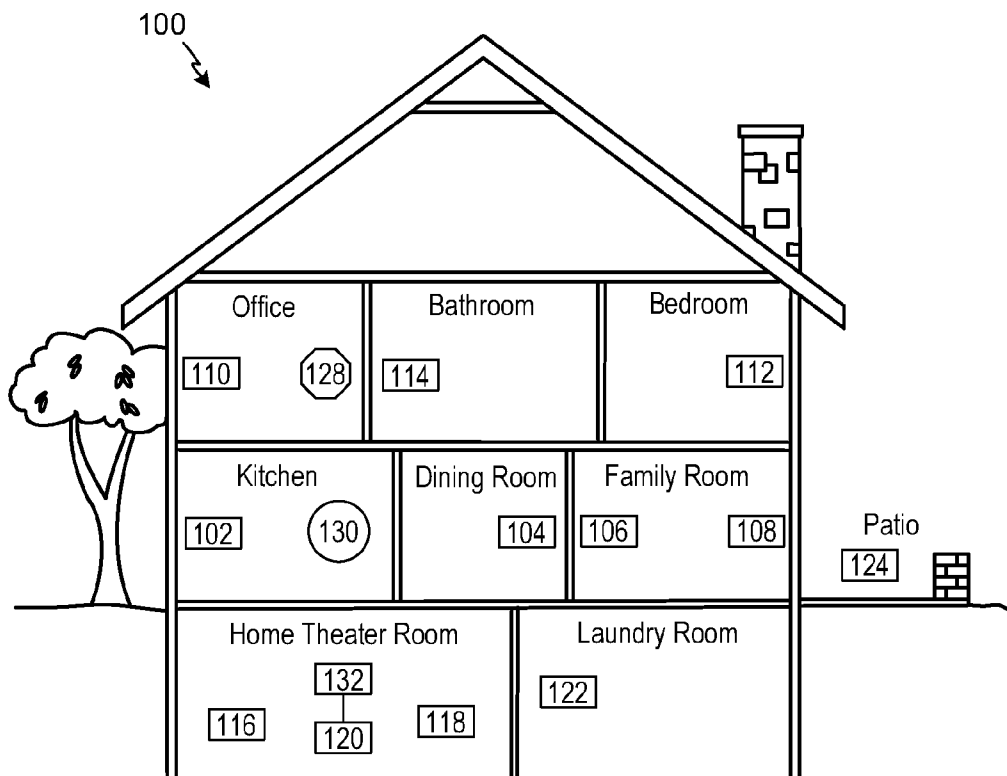 100
Office
Bathroom
Bedroom
110
128
114
112
Kitchen
Dining Room
Family Room
102
130
104
106
108
Patio
124
Home Theater Room
Laundry Room
132
122
116
120
118